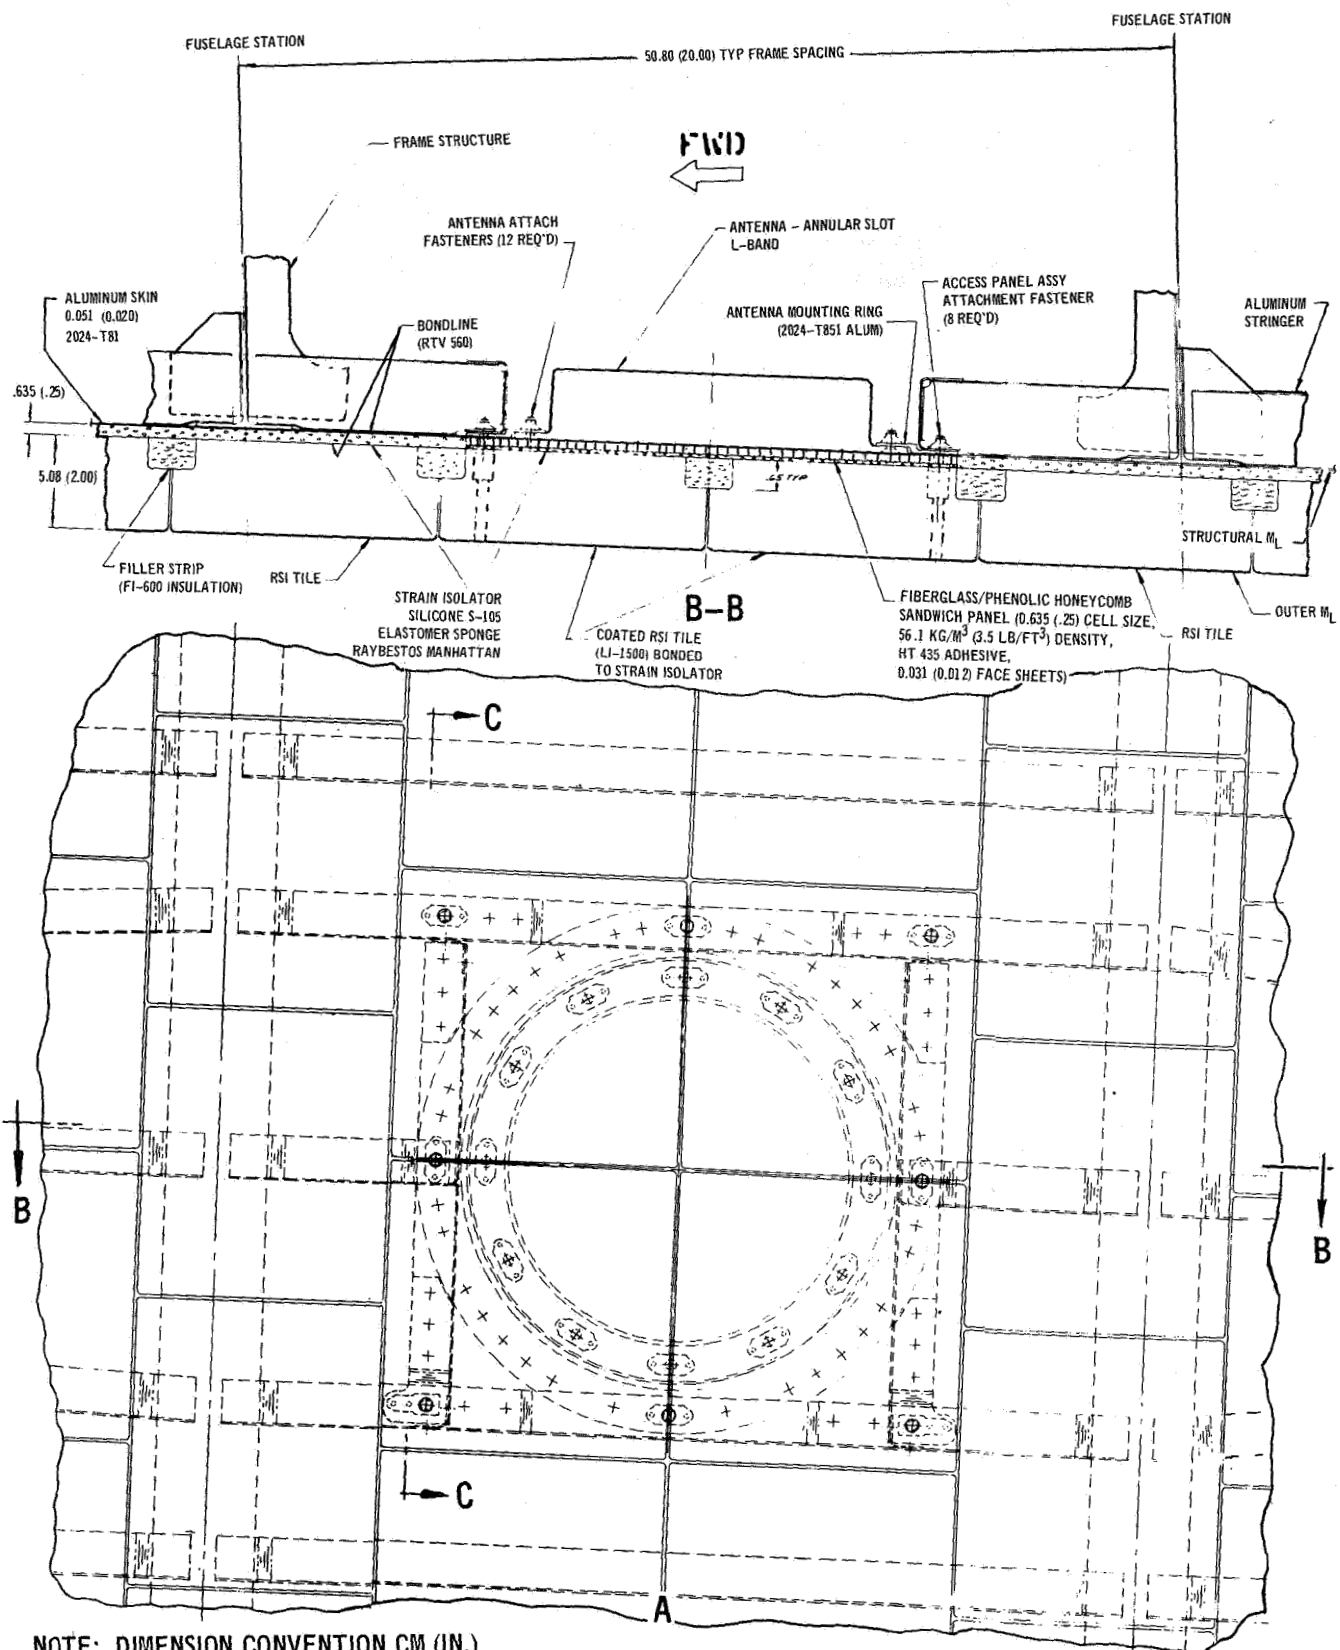 FUSELAGE STATION
FUSELAGE STATION
50.80 (20.00) TYP FRAME SPACING
FRAME STRUCTURE
FWD
ANTENNA ATTACH
FASTENERS (12 REQ'D)
ANTENNA – ANNULAR SLOT
L-BAND
ALUMINUM SKIN
0.051 (0.020)
2024-T81
BONDLINE
(RTV 560)
ANTENNA MOUNTING RING
(2024-T851 ALUM)
ACCESS PANEL ASSY
ATTACHMENT FASTENER
(8 REQ'D)
ALUMINUM
STRINGER
.635 (.25)
5.08 (2.00)
.65 TYP
STRUCTURAL ML
FILLER STRIP
(FI-600 INSULATION)
RSI TILE
STRAIN ISOLATOR
SILICONE S-105
ELASTOMER SPONGE
RAYBESTOS MANHATTAN
B-B
COATED RSI TILE
(LI-1500) BONDED
TO STRAIN ISOLATOR
FIBERGLASS/PHENOLIC HONEYCOMB
SANDWICH PANEL (0.635 (.25) CELL SIZE,
56.1 KG/M³ (3.5 LB/FT³) DENSITY,
HT 435 ADHESIVE,
0.031 (0.012) FACE SHEETS)
RSI TILE
OUTER ML
C
B
B
C
A
NOTE: DIMENSION CONVENTION CM (IN.)